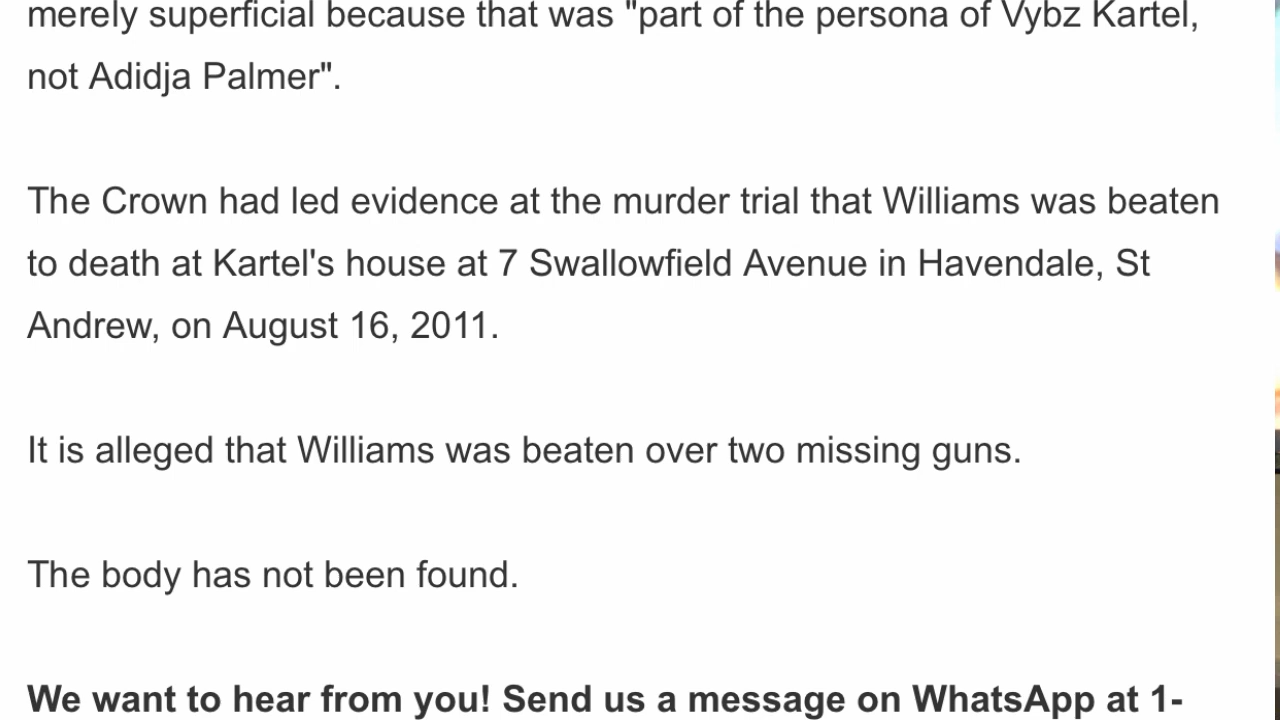 merely superficial because that was "part of the persona of Vybz Kartel,
not Adidja Palmer".
The Crown had led evidence at the murder trial that Williams was beaten
to death at Kartel's house at 7 Swallowfield Avenue in Havendale, St
Andrew, on August 16, 2011.
It is alleged that Williams was beaten over two missing guns.
The body has not been found.
We want to hear from you! Send us a message on WhatsApp at 1-